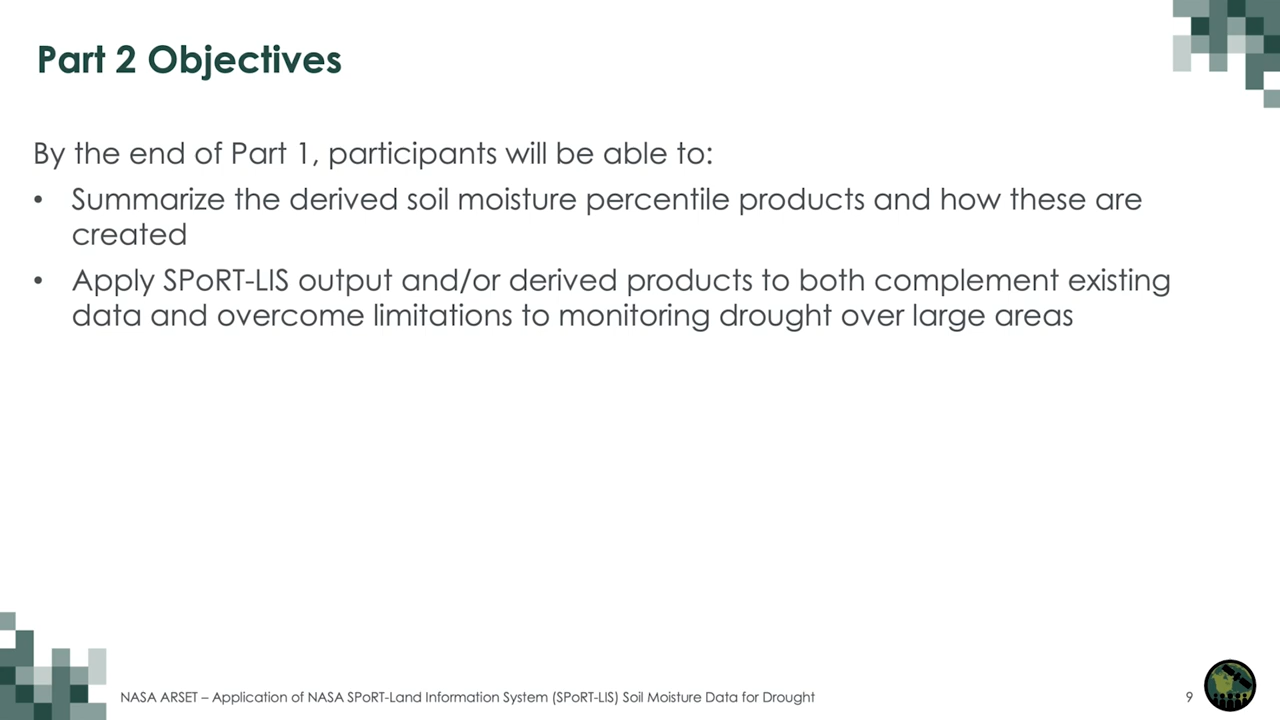 Part 2 Objectives
By the end of Part 1, participants will be able to:
• Summarize the derived soil moisture percentile products and how these are
created
• Apply SPoRT-LIS output and/or derived products to both complement existing
data and overcome limitations to monitoring drought over large areas
NASA ARSET – Application of NASA SPoRT-Land Information System (SPoRT-LIS) Soil Moisture Data for Drought
9